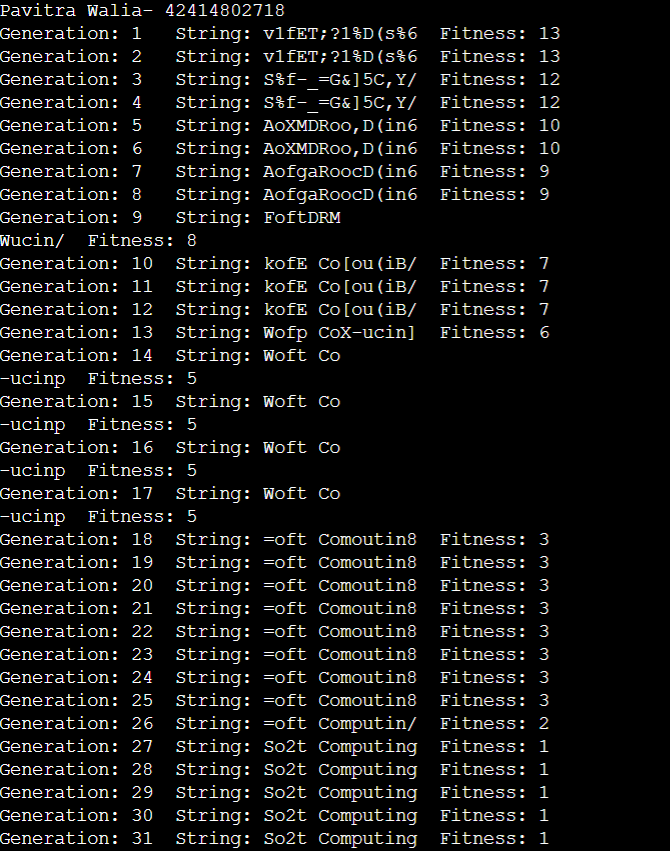 Pavitra Walia- 42414802718
Generation: 1   String: v1fET;?1%D(s%6  Fitness: 13
Generation: 2   String: v1fET;?1%D(s%6  Fitness: 13
Generation: 3   String: S%f-_=G&]5C,Y/  Fitness: 12
Generation: 4   String: S%f-_=G&]5C,Y/  Fitness: 12
Generation: 5   String: AoXMDRoo,D(in6  Fitness: 10
Generation: 6   String: AoXMDRoo,D(in6  Fitness: 10
Generation: 7   String: AofgaRoocD(in6  Fitness: 9
Generation: 8   String: AofgaRoocD(in6  Fitness: 9
Generation: 9   String: FoftDRM
Wucin/  Fitness: 8
Generation: 10  String: kofE Co[ou(iB/  Fitness: 7
Generation: 11  String: kofE Co[ou(iB/  Fitness: 7
Generation: 12  String: kofE Co[ou(iB/  Fitness: 7
Generation: 13  String: Wofp CoX-ucin]  Fitness: 6
Generation: 14  String: Woft Co
-ucinp  Fitness: 5
Generation: 15  String: Woft Co
-ucinp  Fitness: 5
Generation: 16  String: Woft Co
-ucinp  Fitness: 5
Generation: 17  String: Woft Co
-ucinp  Fitness: 5
Generation: 18  String: =oft Comoutin8  Fitness: 3
Generation: 19  String: =oft Comoutin8  Fitness: 3
Generation: 20  String: =oft Comoutin8  Fitness: 3
Generation: 21  String: =oft Comoutin8  Fitness: 3
Generation: 22  String: =oft Comoutin8  Fitness: 3
Generation: 23  String: =oft Comoutin8  Fitness: 3
Generation: 24  String: =oft Comoutin8  Fitness: 3
Generation: 25  String: =oft Comoutin8  Fitness: 3
Generation: 26  String: =oft Computin/  Fitness: 2
Generation: 27  String: So2t Computing  Fitness: 1
Generation: 28  String: So2t Computing  Fitness: 1
Generation: 29  String: So2t Computing  Fitness: 1
Generation: 30  String: So2t Computing  Fitness: 1
Generation: 31  String: So2t Computing  Fitness: 1